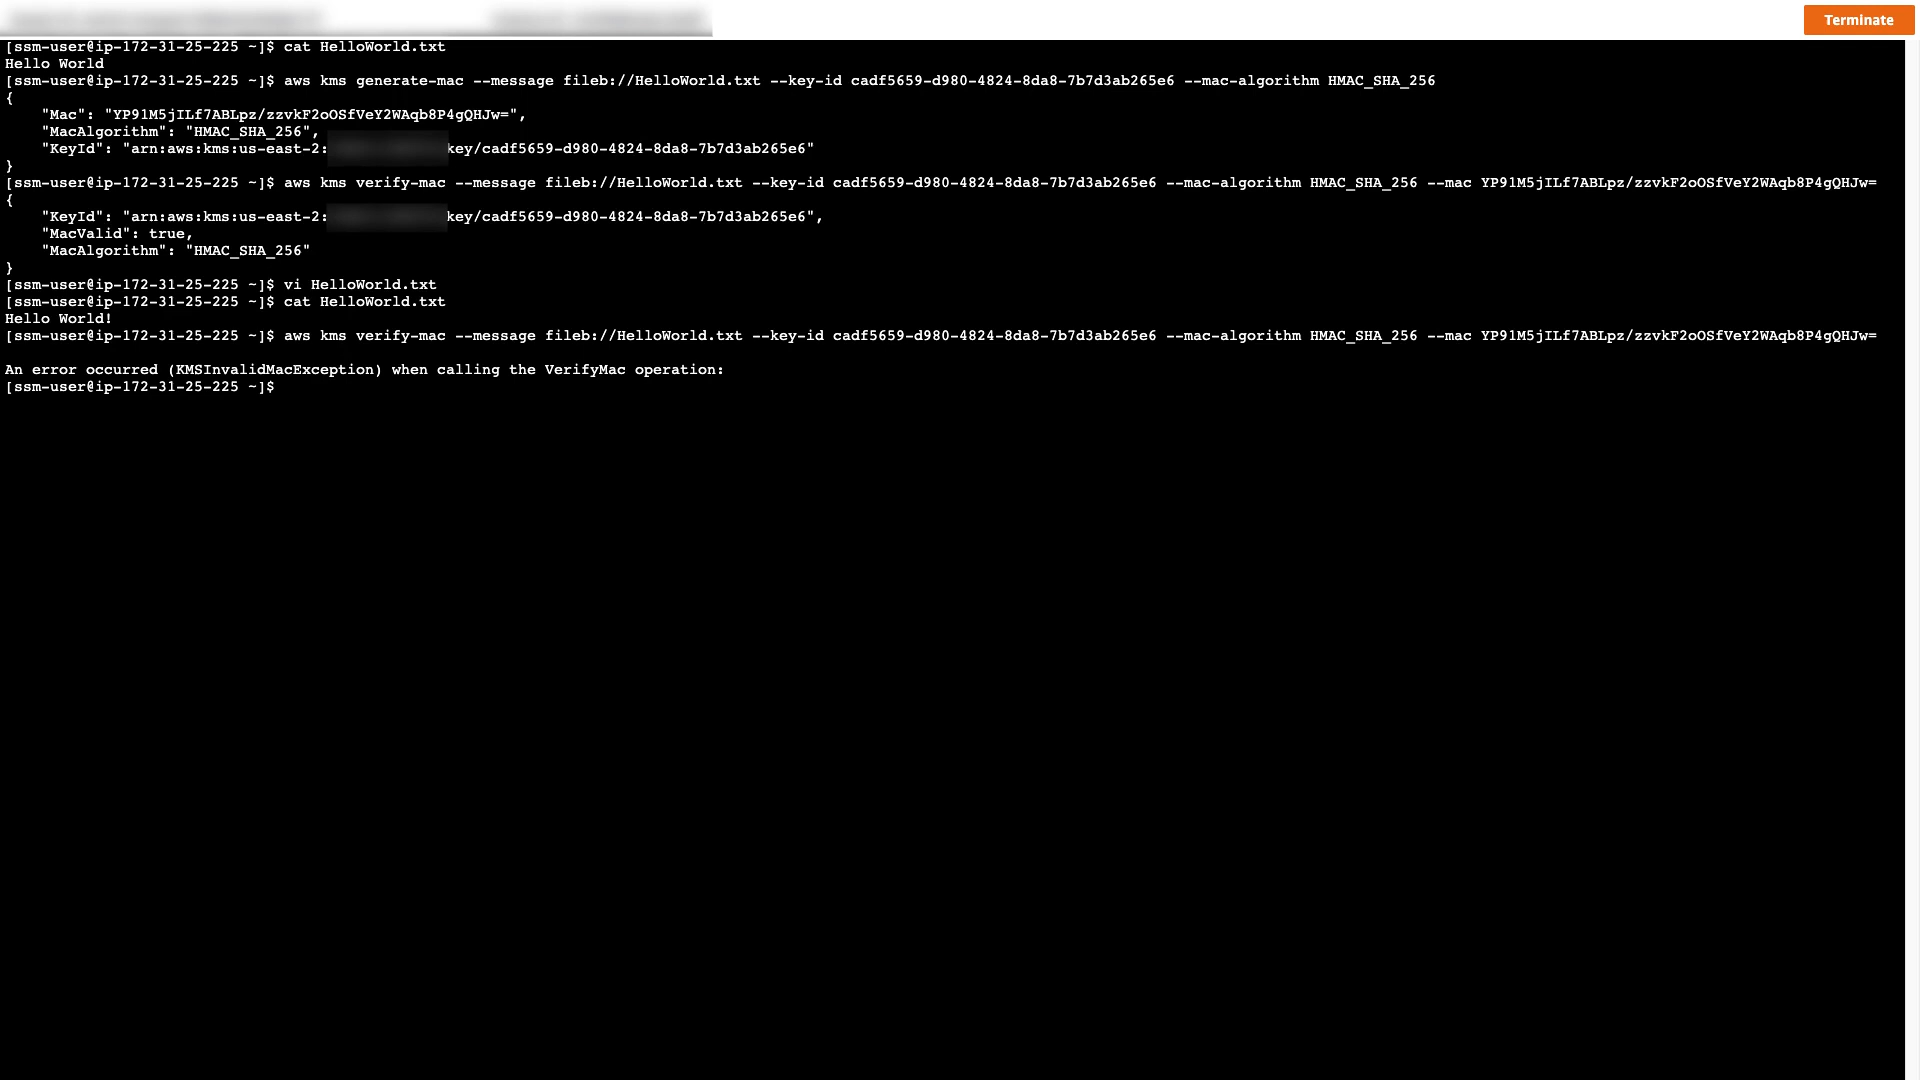 Terminate
[ssm-user@ip-172-31-25-225 ~]$ cat HelloWorld.txt
Hello World
[ssm-user@ip-172-31-25-225 ~]$ aws kms generate-mac --message fileb://HelloWorld.txt --key-id cadf5659-d980-4824-8da8-7b7d3ab265e6 --mac-algorithm HMAC_SHA_256
{
    "Mac": "YP91M5jILf7ABLpz/zzvkF2oOSfVeY2WAqb8P4gQHJw=",
    "MacAlgorithm": "HMAC_SHA_256",
    "KeyId": "arn:aws:kms:us-east-2: key/cadf5659-d980-4824-8da8-7b7d3ab265e6"
}
[ssm-user@ip-172-31-25-225 ~]$ aws kms verify-mac --message fileb://HelloWorld.txt --key-id cadf5659-d980-4824-8da8-7b7d3ab265e6 --mac-algorithm HMAC_SHA_256 --mac YP91M5jILf7ABLpz/zzvkF2oOSfVeY2WAqb8P4gQHJw=
{
    "KeyId": "arn:aws:kms:us-east-2: key/cadf5659-d980-4824-8da8-7b7d3ab265e6",
    "MacValid": true,
    "MacAlgorithm": "HMAC_SHA_256"
}
[ssm-user@ip-172-31-25-225 ~]$ vi HelloWorld.txt
[ssm-user@ip-172-31-25-225 ~]$ cat HelloWorld.txt
Hello World!
[ssm-user@ip-172-31-25-225 ~]$ aws kms verify-mac --message fileb://HelloWorld.txt --key-id cadf5659-d980-4824-8da8-7b7d3ab265e6 --mac-algorithm HMAC_SHA_256 --mac YP91M5jILf7ABLpz/zzvkF2oOSfVeY2WAqb8P4gQHJw=
An error occurred (KMSInvalidMacException) when calling the VerifyMac operation:
[ssm-user@ip-172-31-25-225 ~]$